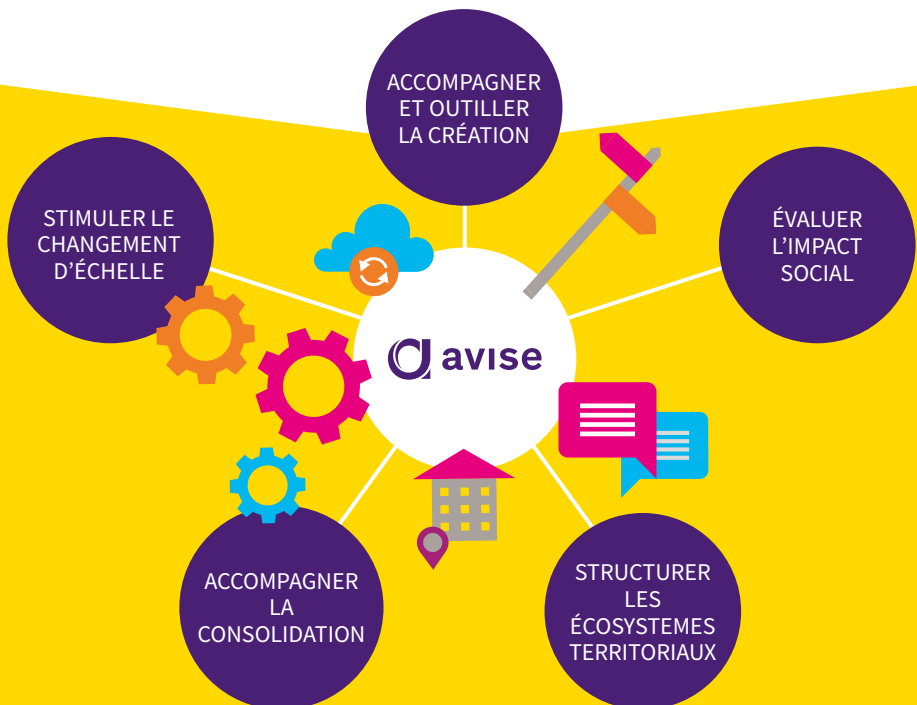 ACCOMPAGNER
ET OUTILLER
LA CRÉATION
STIMULER LE
CHANGEMENT
D'ÉCHELLE
ÉVALUER
L'IMPACT
SOCIAL
avise
ACCOMPAGNER
LA
CONSOLIDATION
STRUCTURER
LES
ÉCOSYSTEMES
TERRITORIAUX